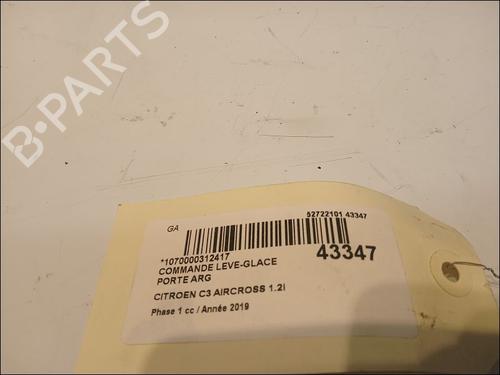 B-PARTS
GA
52722101 43347
*1070000312417
43347
COMMANDE LEVE-GLACE
PORTE ARG
CITROEN C3 AIRCROSS 1.2i
Phase 1 cc / Année 2019